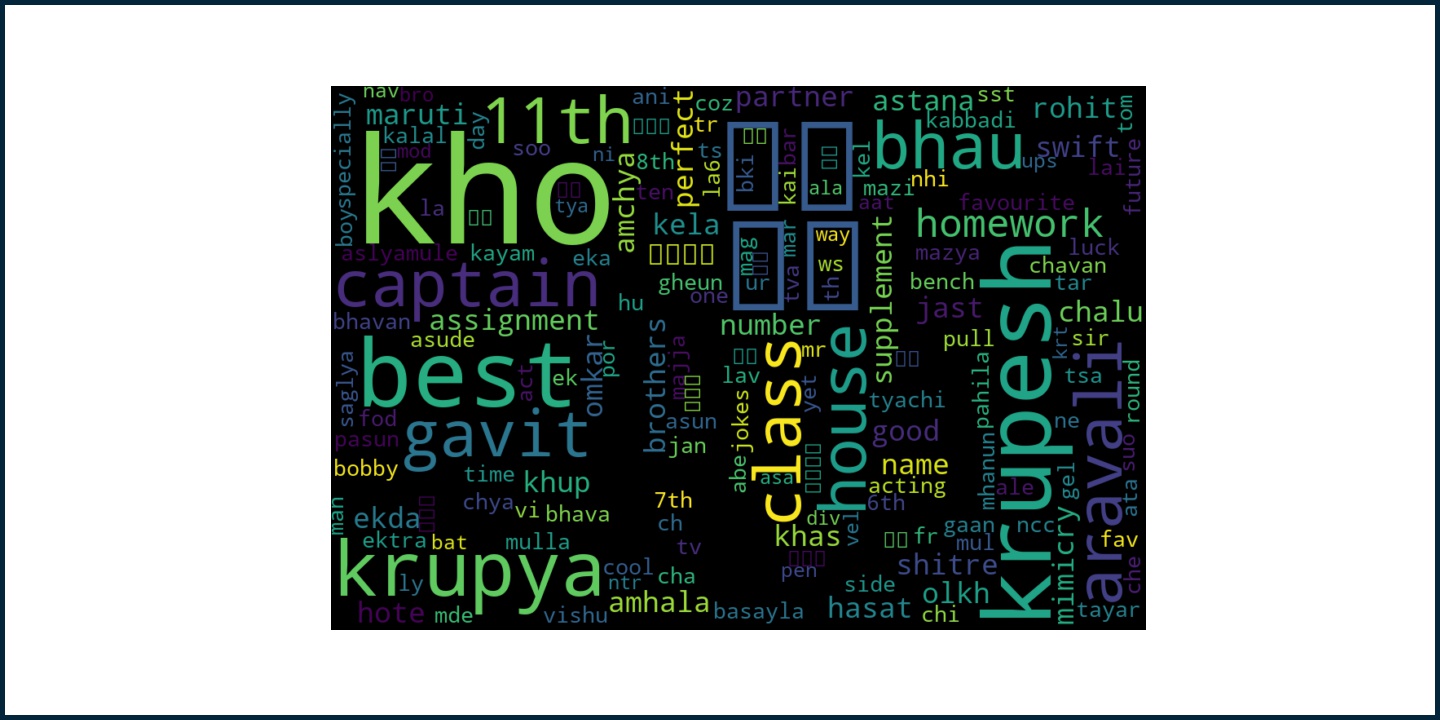 nav bro
boyspecially
maruti
11th
ani
coz
partner
astana
sst
rohit
tom
kalal
day
tr
perfect
kabbadi
bhau
swift
kho
mod
soo
ni
8th
ts
la6
bki
kai
bar
ala
kel
mazi
nhi
ups
lai
future
ten
aat
favourite
la
tya
amchya
kela
homework
aslyamule
kayam
eka
mag
mar
way
ws
ur
th
tva
supplement
mazya
luck
chavan
captain
gheun
one
hu
bench
tar
jast
chalu
bhavan
assignment
number
asude
best
act
ek
omkar
por
brothers
majja
mr
class
house
pull
krt
sir
krupesh
aravali
saglya
lav
yet
pahila
tsa
round
fod
pasun
gavit
asun
jan
jokes
abe
tyachi
good
ne
suo
bobby
time
khup
asa
name
acting
mhanun
ale
gel
ata
man
chya
vi
bhava
7th
6th
ekda
ch
div
khas
vel
gaan
ncc
fr
mul
fav
ektra
bat
mulla
tv
krupya
ly
cool
ntr
cha
pen
shitre
side
olkh
mimicry
che
hote
mde
vishu
amhala
basayla
hasat
chi
tayar